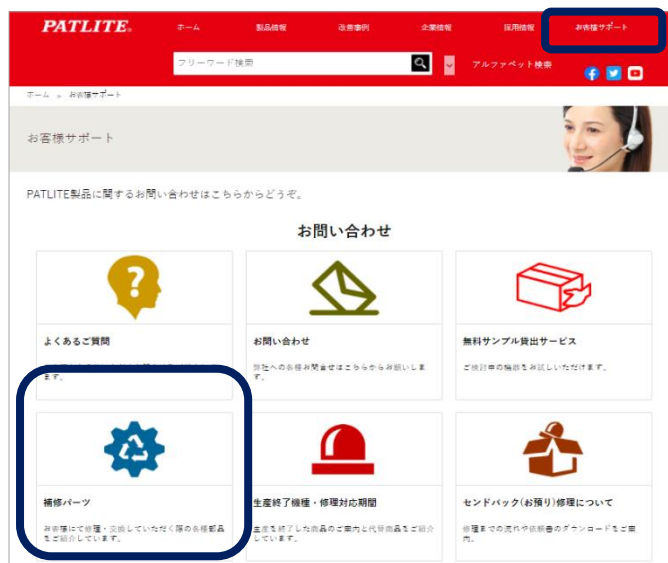 PATLITE®
ホーム 製品情報 改善事例 企業情報 採用情報 お客様サポート
フリーワード検索 アルファベット検索
ホーム > お客様サポート
お客様サポート
PATLITE製品に関するお問い合わせはこちらからどうぞ。
お問い合わせ
よくあるご質問
ます。
お問い合わせ
弊社への各種お問合せはこちらからお願いしま
す。
無料サンプル貸出サービス
ご検討中の機器をお試しいただけます。
補修パーツ
お客様にて修理・交換していただく際の各種部品
をご紹介しています。
生産終了機種・修理対応期間
生産を終了した商品のご案内と代替商品をご紹介
しています。
センドバック(お預り)修理について
修理までの流れや依頼書のダウンロードをご案
内。